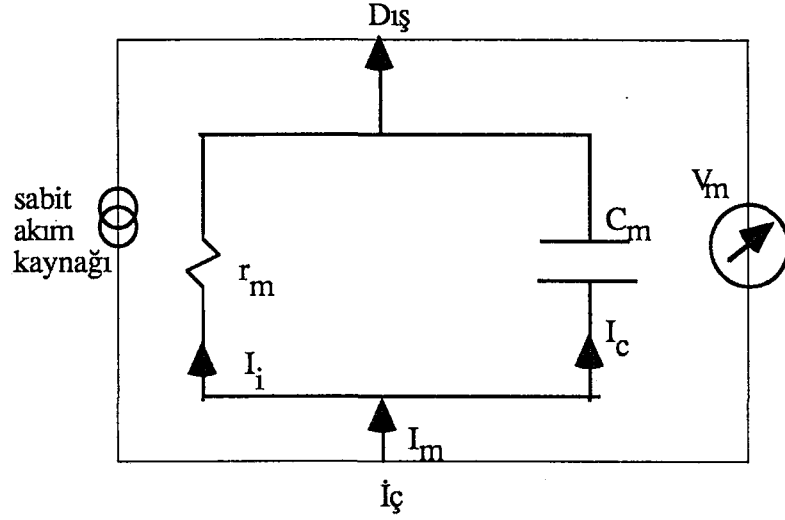 Dış
sabit
akım
kaynağı
r_m
I_i
C_m
I_c
V_m
I_m
İç